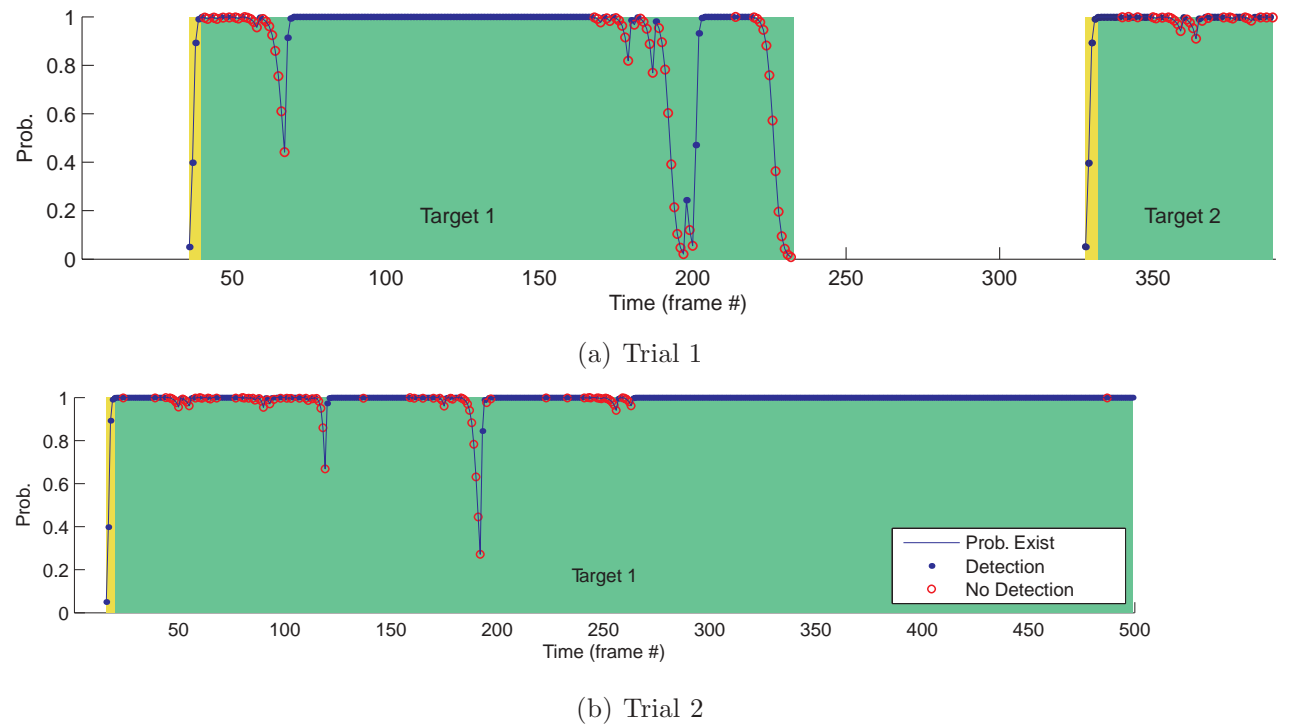 1
0.8
0.6
0.4
0.2
0
Prob.
Target 1
Target 2
50 100 150 200 250 300 350
Time (frame #)
(a) Trial 1
1
0.8
0.6
0.4
0.2
0
Prob.
Target 1
Prob. Exist
Detection
No Detection
50 100 150 200 250 300 350 400 450 500
Time (frame #)
(b) Trial 2